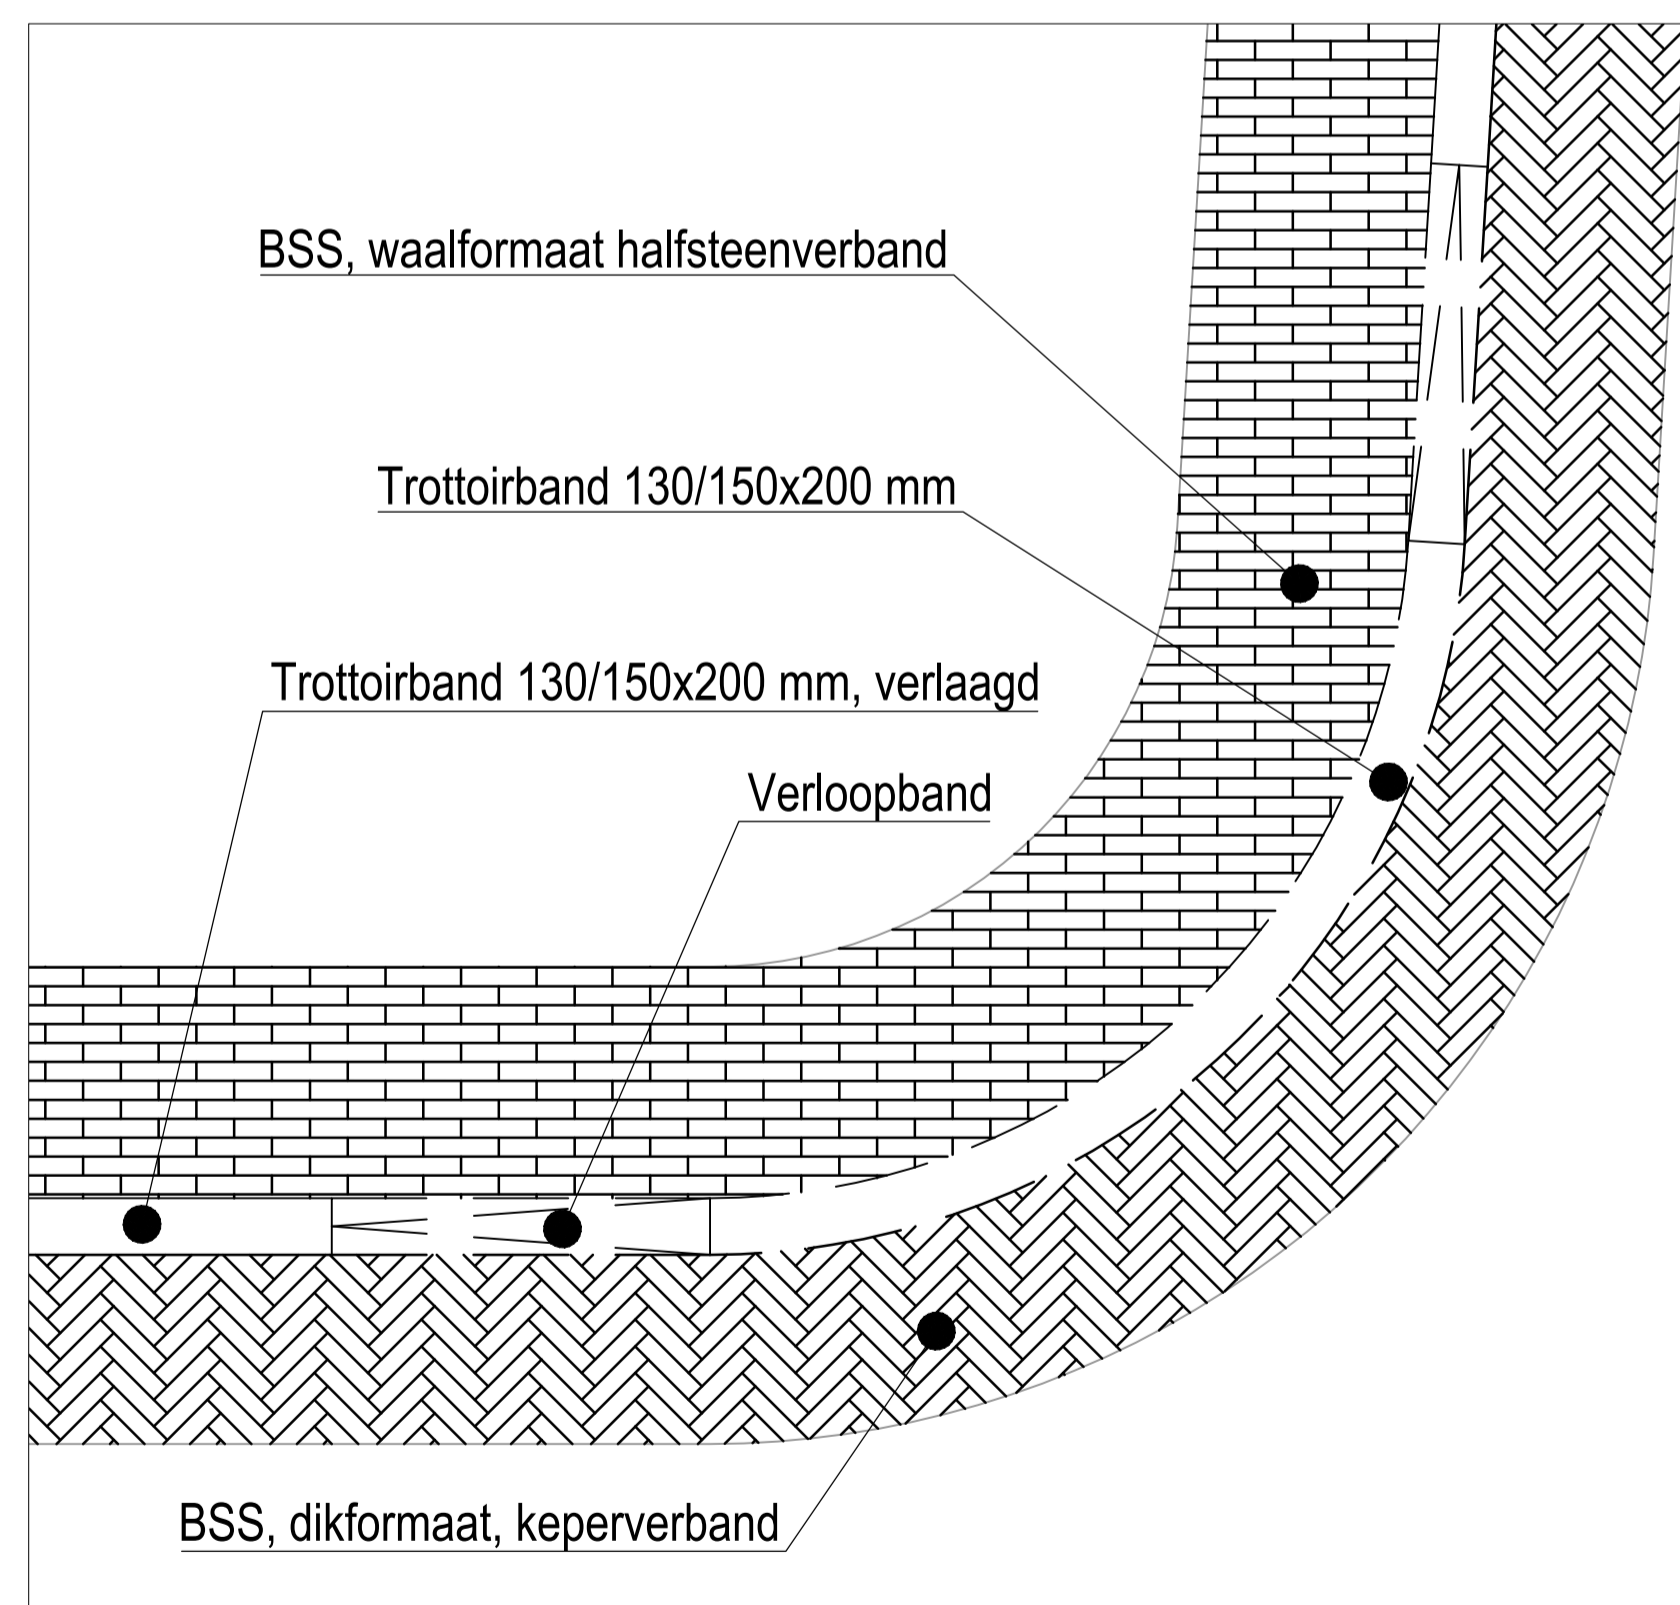 BSS, waalformaat halfsteenverband
Trottoirband 130/150x200 mm
Trottoirband 130/150x200 mm, verlaagd
Verloopband
BSS, dikformaat, keperverband